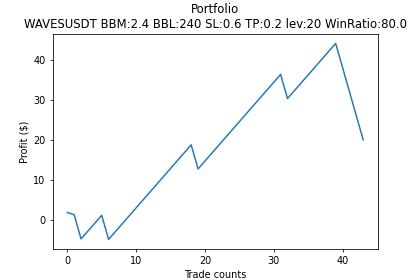 Portfolio
WAVESUSDT BBM:2.4 BBL:240 SL:0.6 TP:0.2 lev:20 WinRatio:80.0
40
30
20
10
0
Profit ($)
0 10 20 30 40
Trade counts